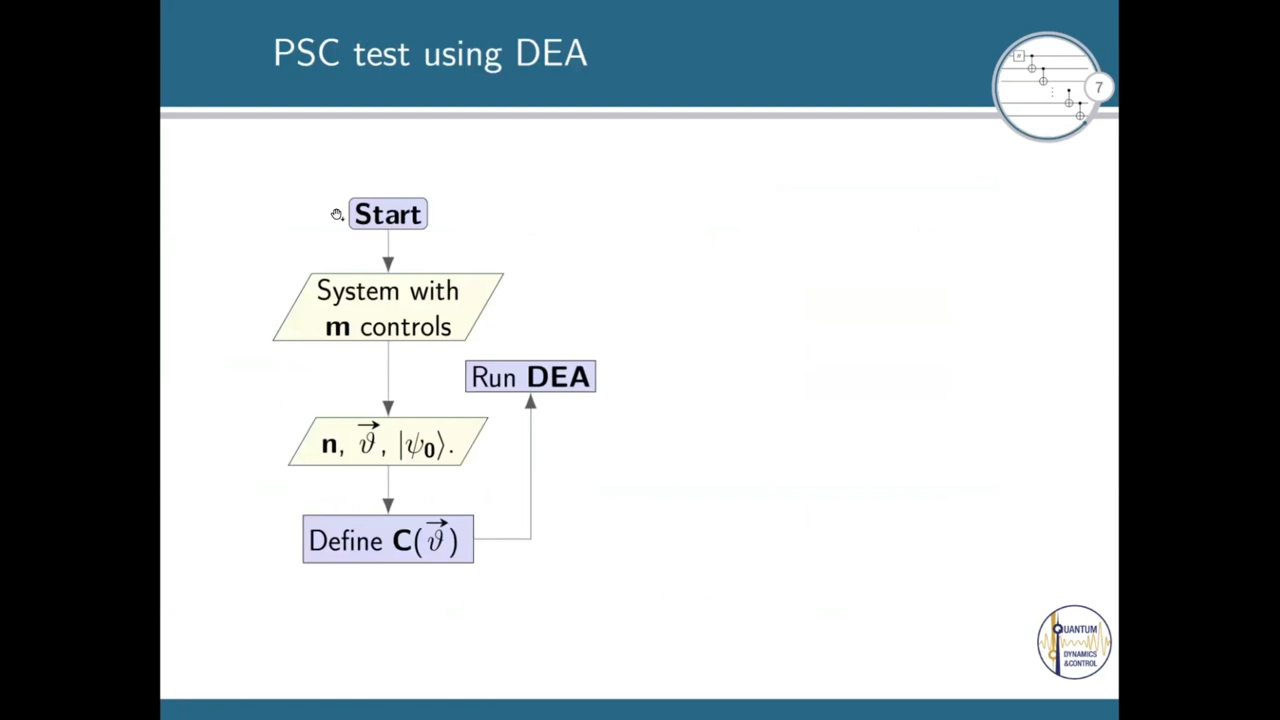 PSC test using DEA
7
Start
System with
m controls
Run DEA
n, ϑ⃗, |ψ₀⟩.
Define C(ϑ⃗)
QUANTUM
DYNAMICS
&CONTROL